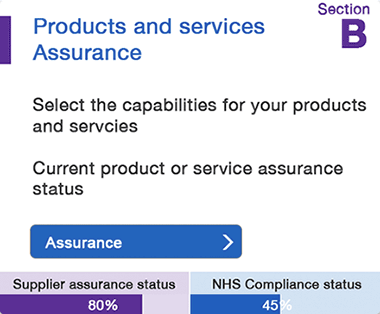 Section
B
Products and services
Assurance
Select the capabilities for your products
and servcies
Current product or service assurance
status
Assurance
Supplier assurance status
80%
NHS Compliance status
45%